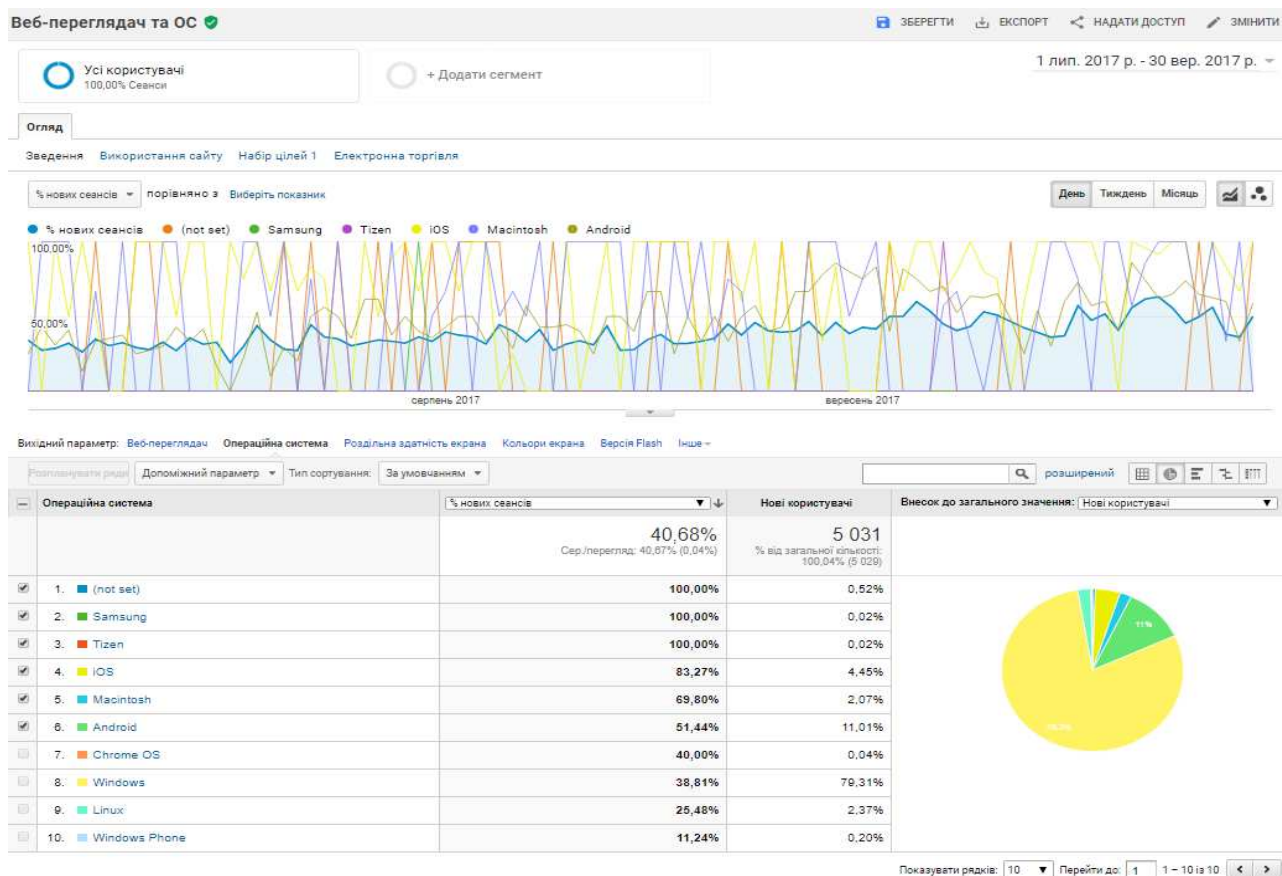 Веб-переглядач та ОС
ЗБЕРЕГТИ ЕКСПОРТ НАДАТИ ДОСТУП ЗМІНИТИ
Усі користувачі
100,00% Сеанси
+ Додати сегмент
1 лип. 2017 р. - 30 вер. 2017 р.
Огляд
Зведення Використання сайту Набір цілей 1 Електронна торгівля
% нових сеансів порівняно з Виберіть показник
День Тиждень Місяць
% нових сеансів (not set) Samsung Tizen iOS Macintosh Android
100,00%
50,00%
серпень 2017 вересень 2017
Вихідний параметр: Веб-переглядач Операційна система Роздільна здатність екрана Кольори екрана Версія Flash Інше
Розпланувати ряди Допоміжний параметр Тип сортування: За умовчанням розширений
Операційна система % нових сеансів Нові користувачі Внесок до загального значення: Нові користувачі
40,68% 5 031
Сер./перегляд: 40,67% (0,04%) % від загальної кількості: 100,04% (5 029)
1. (not set) 100,00% 0,52%
2. Samsung 100,00% 0,02%
3. Tizen 100,00% 0,02%
4. iOS 83,27% 4,45%
5. Macintosh 69,80% 2,07%
6. Android 51,44% 11,01%
7. Chrome OS 40,00% 0,04%
8. Windows 38,81% 79,31%
9. Linux 25,48% 2,37%
10. Windows Phone 11,24% 0,20%
11%
Показувати рядків: 10 Перейти до: 1 1 – 10 із 10